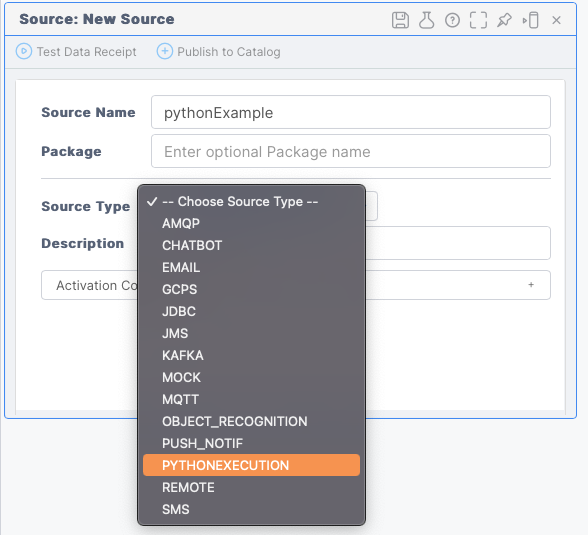 Source: New Source
Test Data Receipt Publish to Catalog
Source Name pythonExample
Package Enter optional Package name
Source Type -- Choose Source Type --
AMQP
Description CHATBOT
EMAIL
Activation Co GCPS
JDBC
JMS
KAFKA
MOCK
MQTT
OBJECT_RECOGNITION
PUSH_NOTIF
PYTHONEXECUTION
REMOTE
SMS